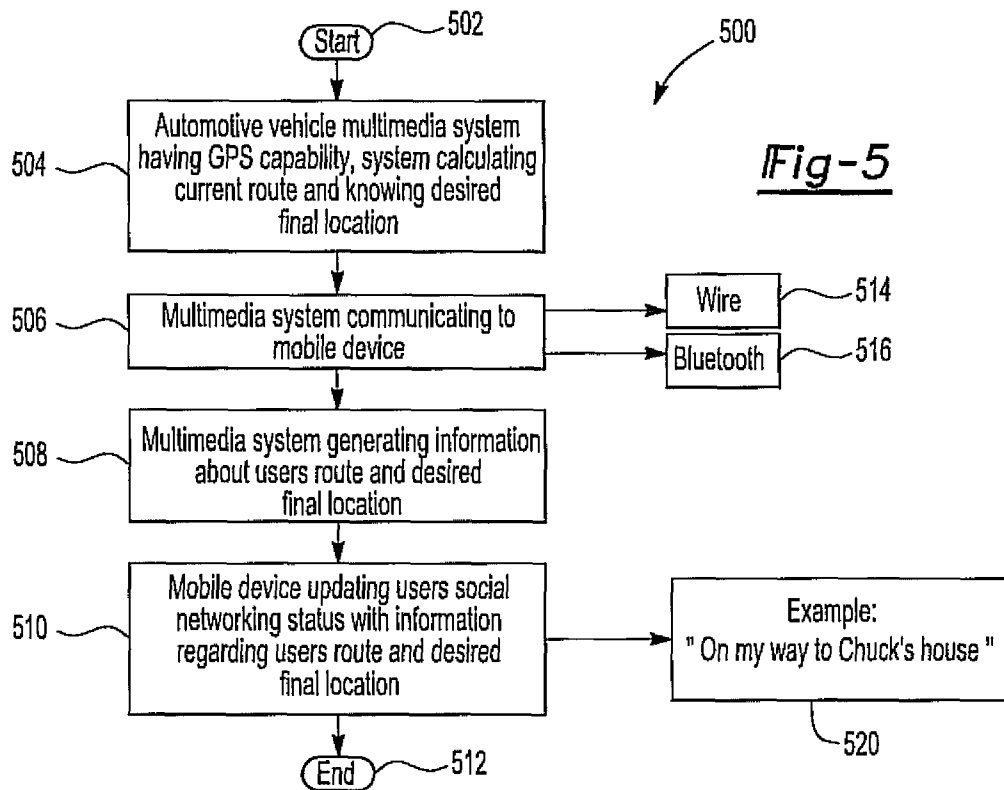 Start
502
500
Fig-5
504
Automotive vehicle multimedia system
having GPS capability, system calculating
current route and knowing desired
final location
506
Multimedia system communicating to
mobile device
Wire
514
Bluetooth
516
508
Multimedia system generating information
about users route and desired
final location
510
Mobile device updating users social
networking status with information
regarding users route and desired
final location
Example:
" On my way to Chuck's house "
520
End
512